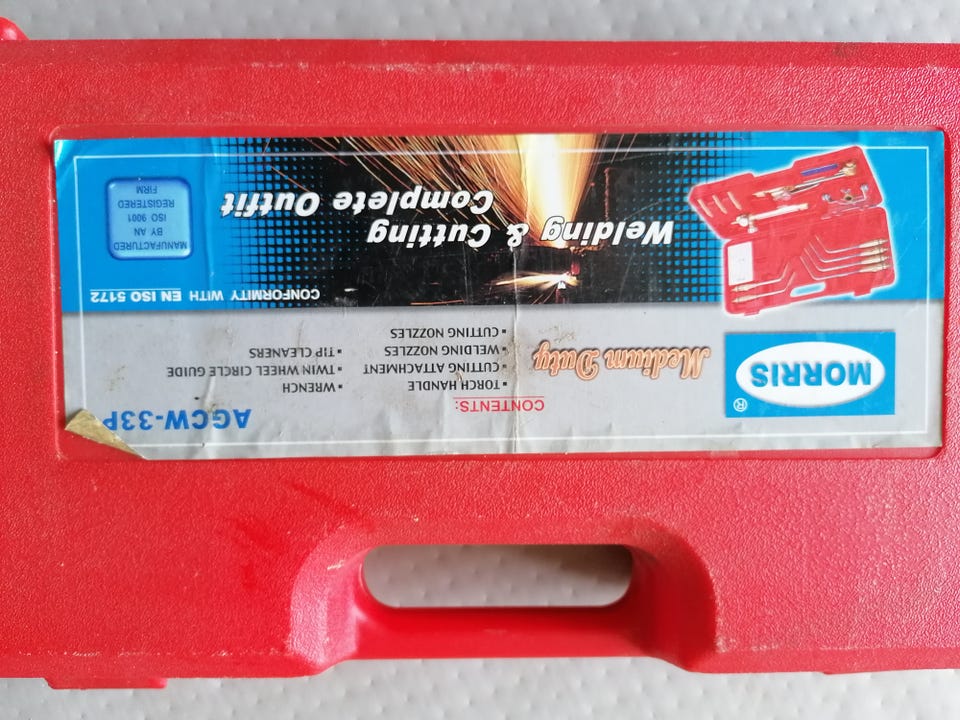 MORRIS
®
Medium Duty
CONTENTS:
▪ TORCH HANDLE
▪ CUTTING ATTACHMENT
▪ WELDING NOZZLES
▪ CUTTING NOZZLES
AGCW-33P
▪ WRENCH
▪ TWIN WHEEL CIRCLE GUIDE
▪ TIP CLEANERS
CONFORMITY WITH EN ISO 5172
Welding & Cutting
Complete Outfit
MANUFACTURED
BY AN
ISO 9001
REGISTERED
FIRM